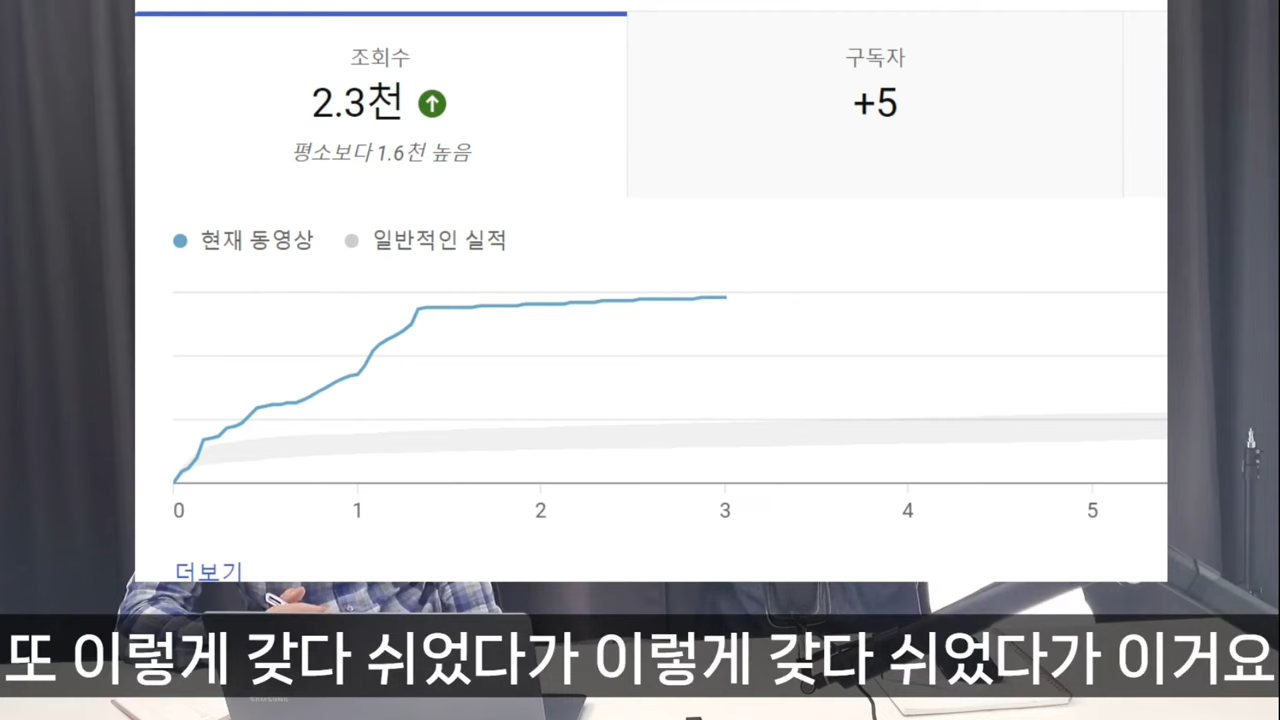 조회수
2.3천
평소보다 1.6천 높음
구독자
+5
현재 동영상
일반적인 실적
0 1 2 3 4 5
더보기
또 이렇게 갖다 쉬었다가 이렇게 갖다 쉬었다가 이거요
SAMSUNG